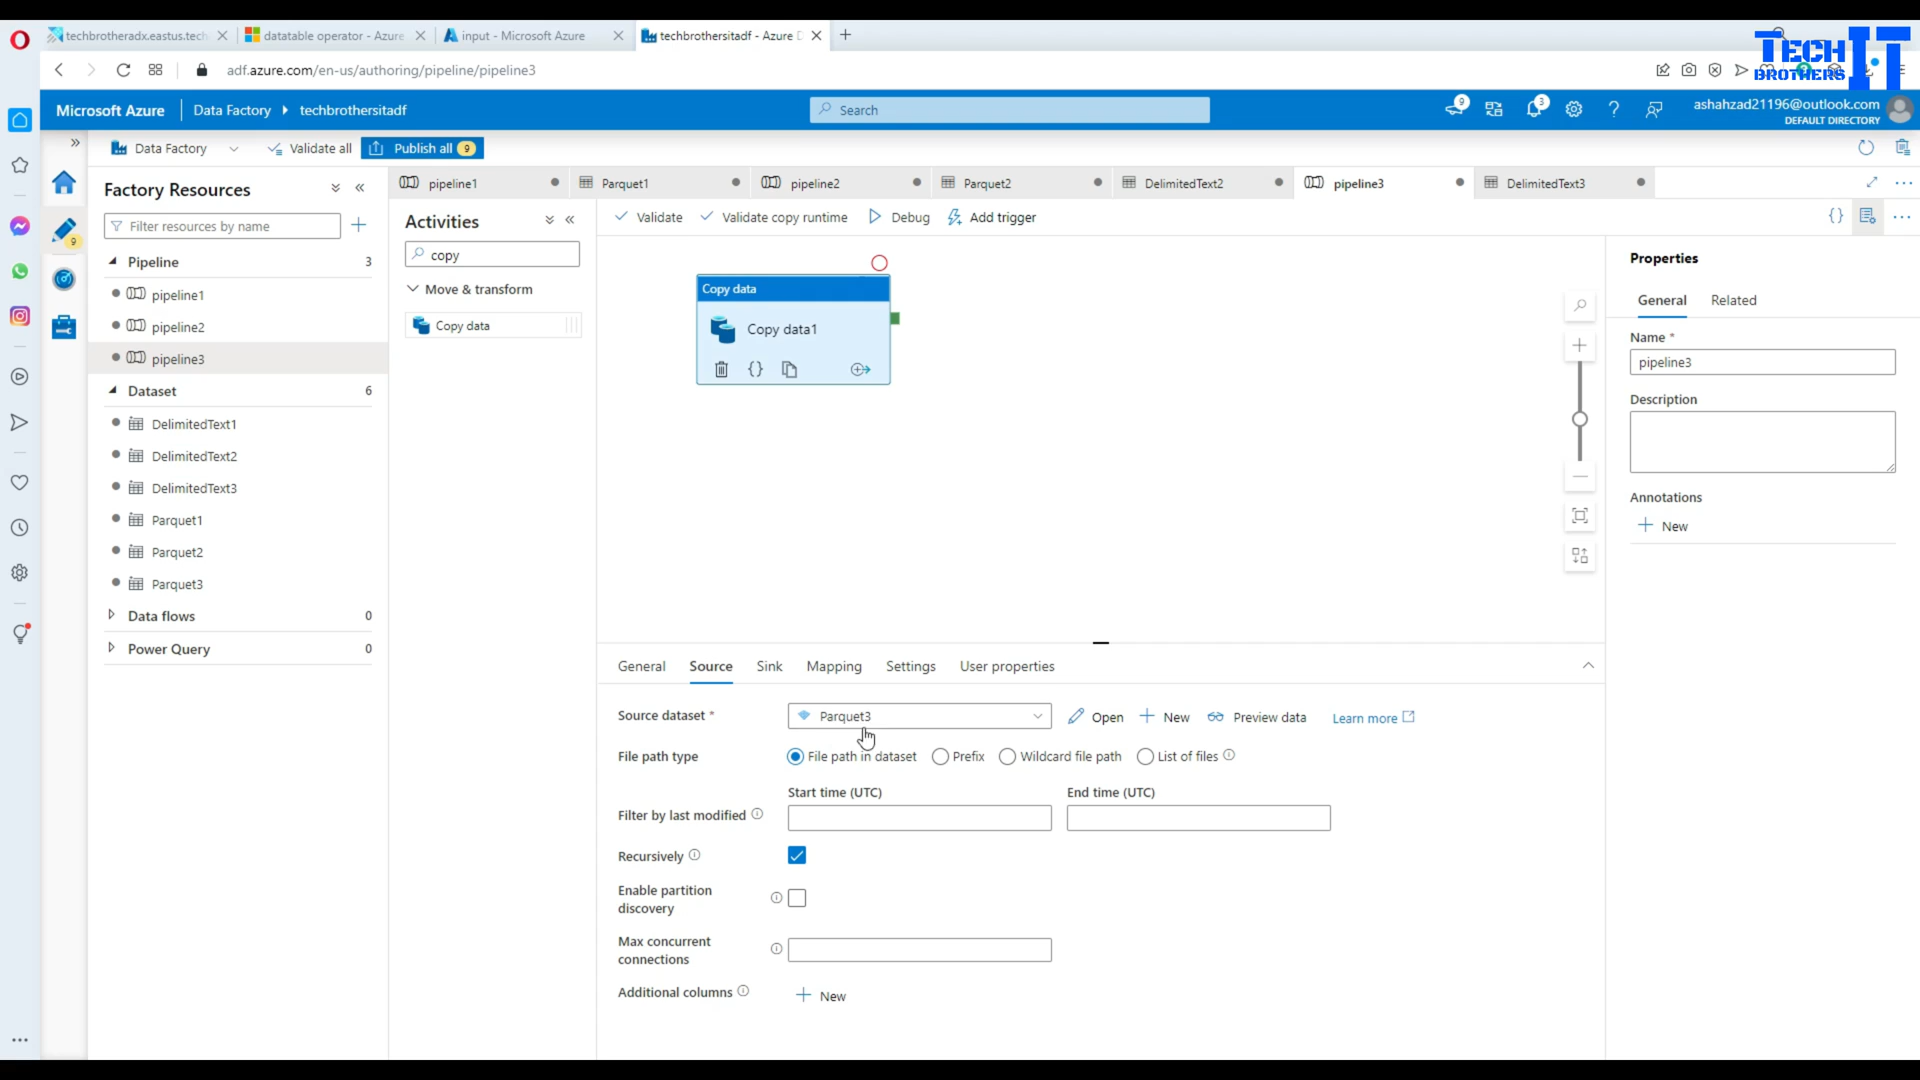 techbrotheradx.eastus.tech
datatable operator - Azure
input - Microsoft Azure
techbrothersitadf - Azure D
TECH IT
BROTHERS
adf.azure.com/en-us/authoring/pipeline/pipeline3
Microsoft Azure
Data Factory
techbrothersitadf
Search
9
3
ashahzad21196@outlook.com
DEFAULT DIRECTORY
Data Factory
Validate all
Publish all
9
Factory Resources
Filter resources by name
9
Pipeline 3
pipeline1
pipeline2
pipeline3
Dataset 6
DelimitedText1
DelimitedText2
DelimitedText3
Parquet1
Parquet2
Parquet3
Data flows 0
Power Query 0
pipeline1
Parquet1
pipeline2
Parquet2
DelimitedText2
pipeline3
DelimitedText3
Activities
copy
Move & transform
Copy data
Validate
Validate copy runtime
Debug
Add trigger
Copy data
Copy data1
General
Source
Sink
Mapping
Settings
User properties
Source dataset *
Parquet3
Open
New
Preview data
Learn more
File path type
File path in dataset
Prefix
Wildcard file path
List of files
Start time (UTC)
End time (UTC)
Filter by last modified
Recursively
Enable partition
discovery
Max concurrent
connections
Additional columns
New
Properties
General
Related
Name *
pipeline3
Description
Annotations
New